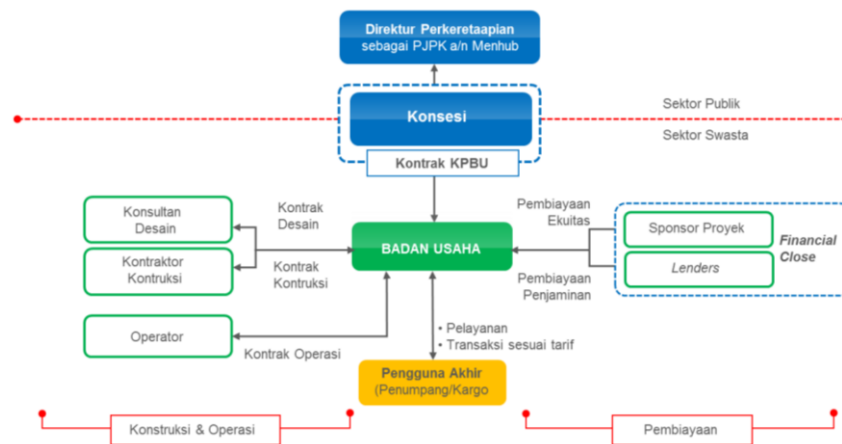 Direktur Perkeretaapian
sebagai PJPK a/n Menhub
Konsesi
Sektor Publik
Sektor Swasta
Kontrak KPBU
Konsultan
Desain
Kontrak
Desain
Kontraktor
Kontruksi
Kontrak
Kontruksi
BADAN USAHA
Pembiayaan
Ekuitas
Pembiayaan
Penjaminan
Sponsor Proyek
Lenders
Financial
Close
Operator
Kontrak Operasi
• Pelayanan
• Transaksi sesuai tarif
Pengguna Akhir
(Penumpang/Kargo
Konstruksi & Operasi
Pembiayaan